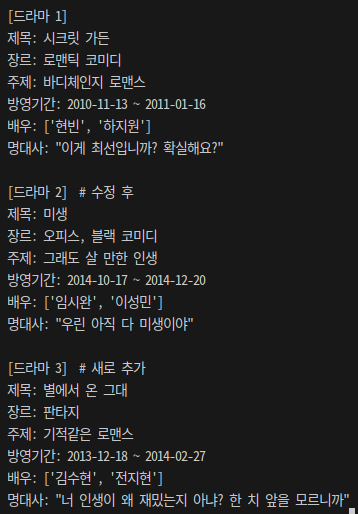 [드라마 1]
제목: 시크릿 가든
장르: 로맨틱 코미디
주제: 바디체인지 로맨스
방영기간: 2010-11-13 ~ 2011-01-16
배우: ['현빈', '하지원']
명대사: "이게 최선입니까? 확실해요?"
[드라마 2]  # 수정 후
제목: 미생
장르: 오피스, 블랙 코미디
주제: 그래도 살 만한 인생
방영기간: 2014-10-17 ~ 2014-12-20
배우: ['임시완', '이성민']
명대사: "우린 아직 다 미생이야"
[드라마 3]  # 새로 추가
제목: 별에서 온 그대
장르: 판타지
주제: 기적같은 로맨스
방영기간: 2013-12-18 ~ 2014-02-27
배우: ['김수현', '전지현']
명대사: "너 인생이 왜 재밌는지 아냐? 한 치 앞을 모르니까"